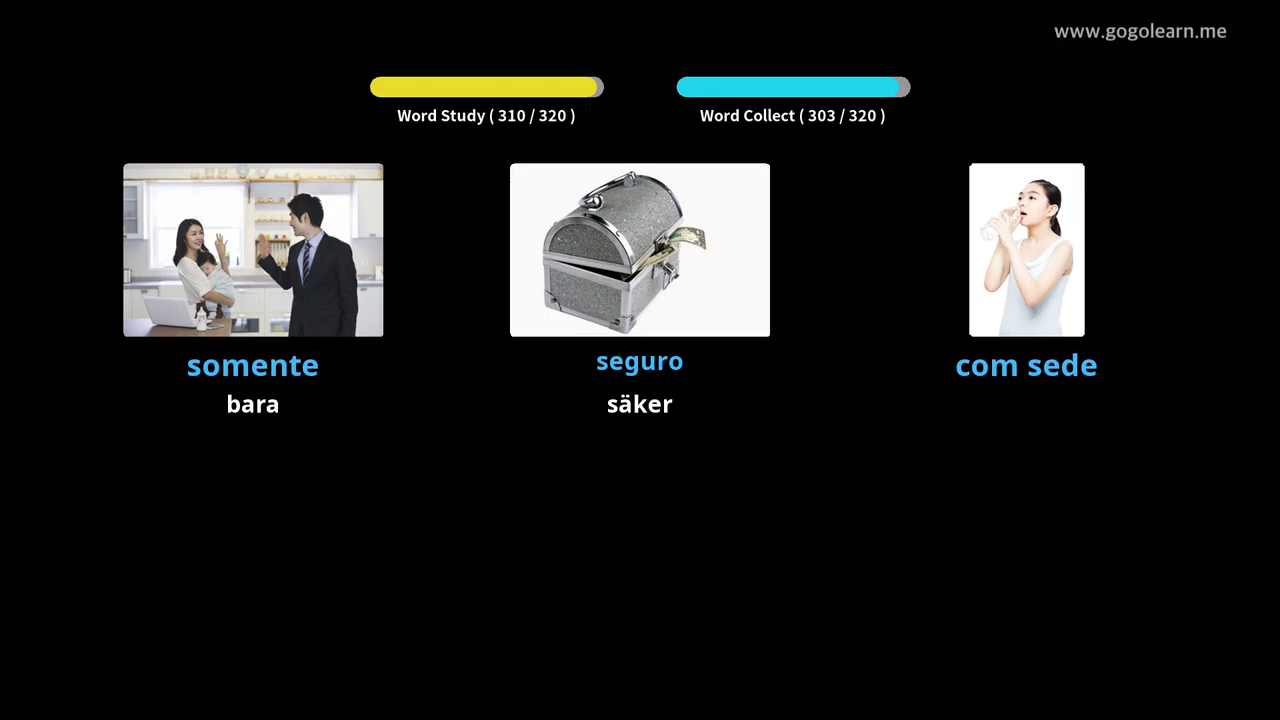 www.gogolearn.me
Word Study ( 310 / 320 )
Word Collect ( 303 / 320 )
somente
bara
seguro
säker
com sede